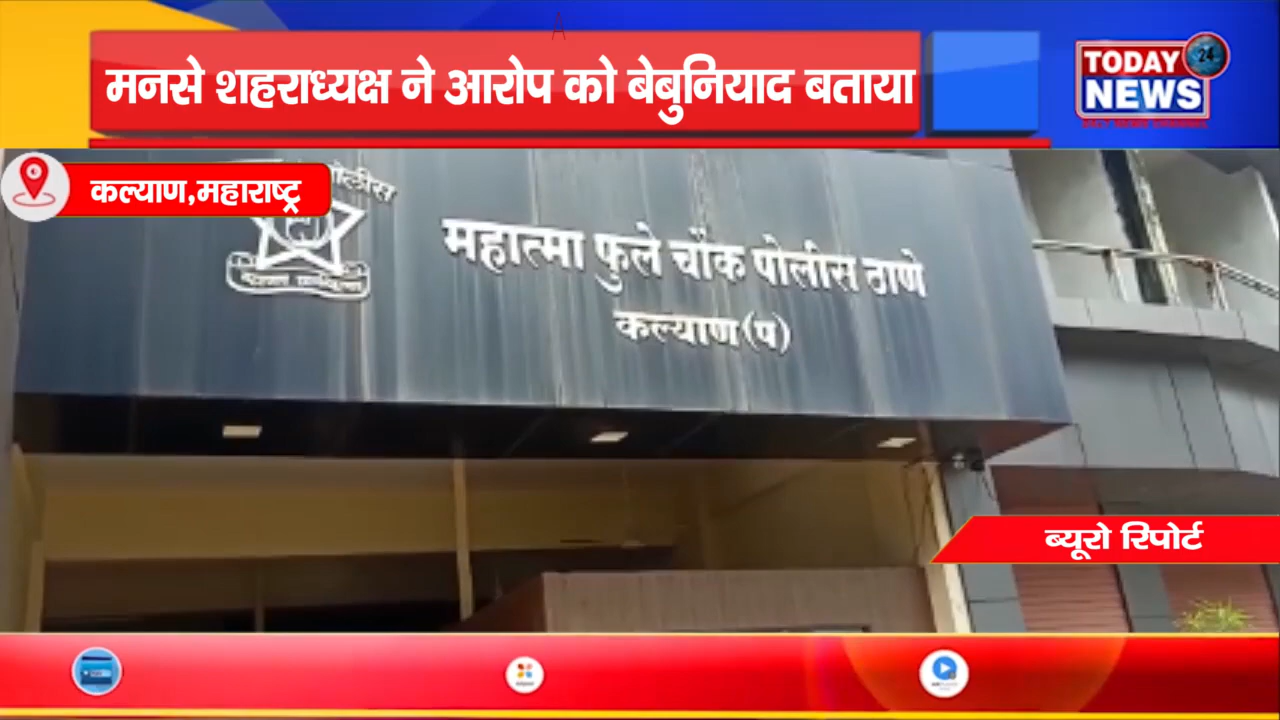 मनसे शहराध्यक्ष ने आरोप को बेबुनियाद बताया
TODAY
24
NEWS
कल्याण,महाराष्ट्र
महात्मा फुले चौंक पोलीस ठाणे
कल्याण (प)
ब्यूरो रिपोर्ट